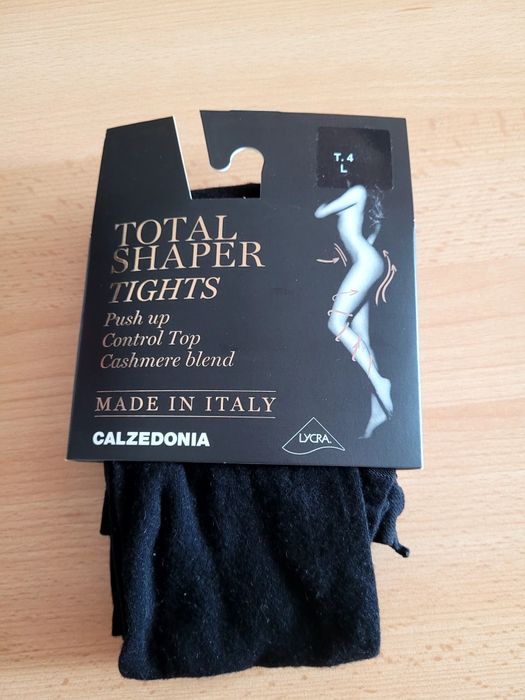 T.4
L
TOTAL
SHAPER
TIGHTS
Push up
Control Top
Cashmere blend
MADE IN ITALY
CALZEDONIA
LYCRA.